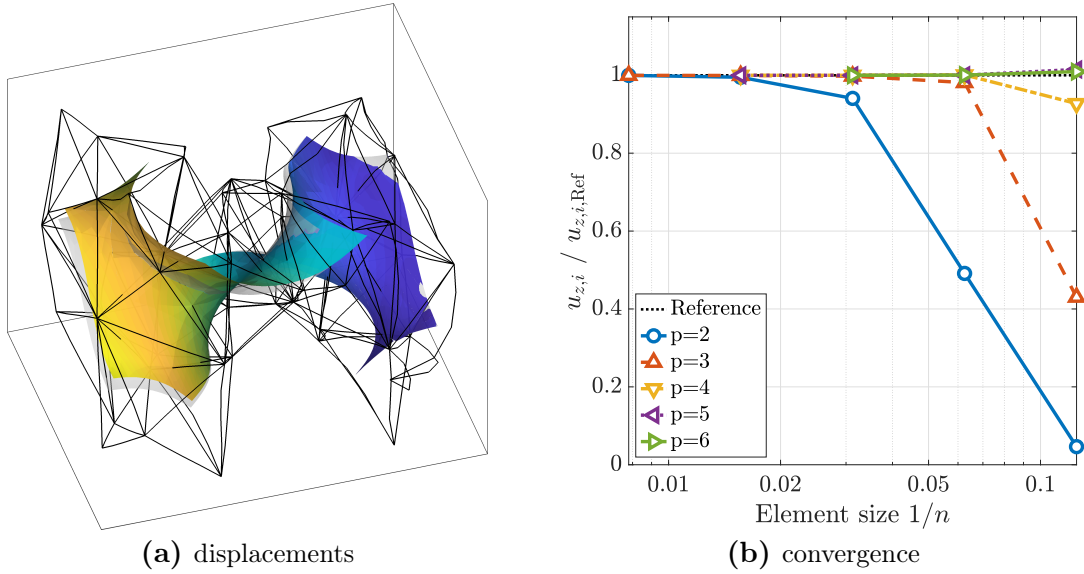 1
0.8
0.6
0.4
0.2
0
u_{z,i} / u_{z,i,Ref}
Reference
p=2
p=3
p=4
p=5
p=6
0.01 0.02 0.05 0.1
Element size 1/n
(a) displacements
(b) convergence